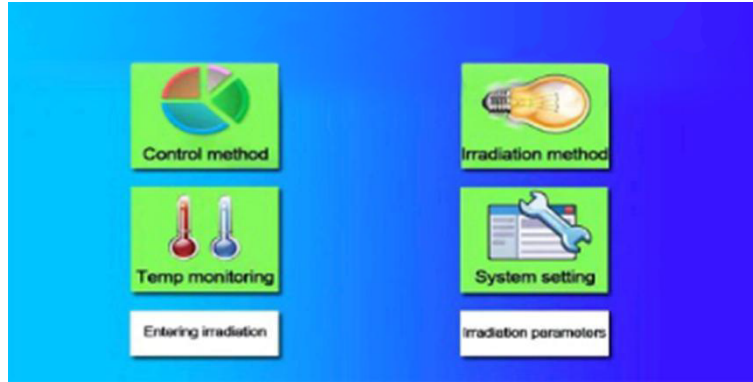 Control method
Irradiation method
Temp monitoring
System setting
Entering irradiation
Irradiation parameters